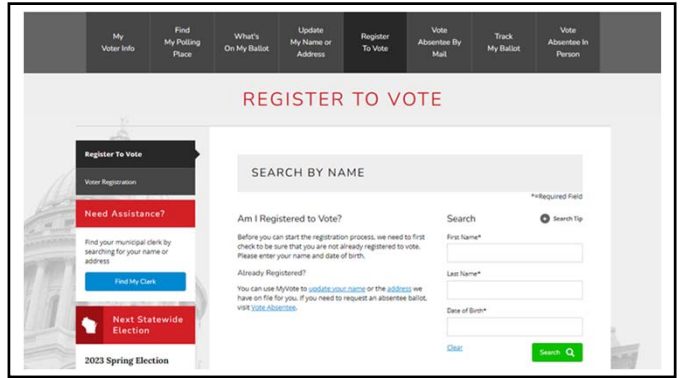 My
Voter Info
Find
My Polling
Place
What's
On My Ballot
Update
My Name or
Address
Register
To Vote
Vote
Absentee By
Mail
Track
My Ballot
Vote
Absentee In
Person
REGISTER TO VOTE
Register To Vote
Voter Registration
Need Assistance?
Find your municipal clerk by
searching for your name or
address
Find My Clerk
Next Statewide
Election
2023 Spring Election
SEARCH BY NAME
*=Required Field
Am I Registered to Vote?
Before you can start the registration process, we need to first
check to be sure that you are not already registered to vote.
Please enter your name and date of birth.
Already Registered?
You can use MyVote to update your name or the address we
have on file for you. If you need to request an absentee ballot,
visit Vote Absentee.
Search
Search Tip
First Name*
Last Name*
Date of Birth*
Clear
Search